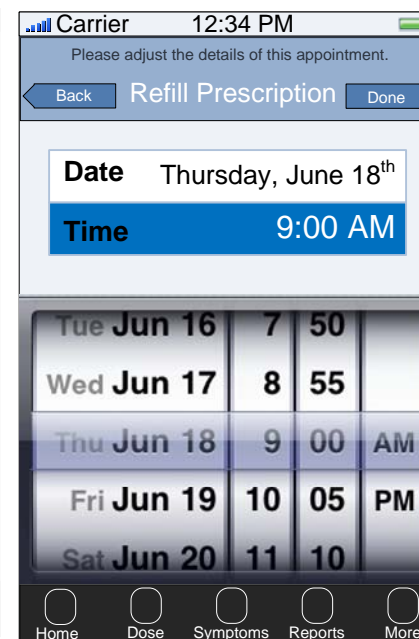 Carrier 12:34 PM
Please adjust the details of this appointment.
Back Refill Prescription Done
Date Thursday, June 18th
Time 9:00 AM
Tue Jun 16 7 50
Wed Jun 17 8 55
Thu Jun 18 9 00 AM
Fri Jun 19 10 05 PM
Sat Jun 20 11 10
Home Dose Symptoms Reports More